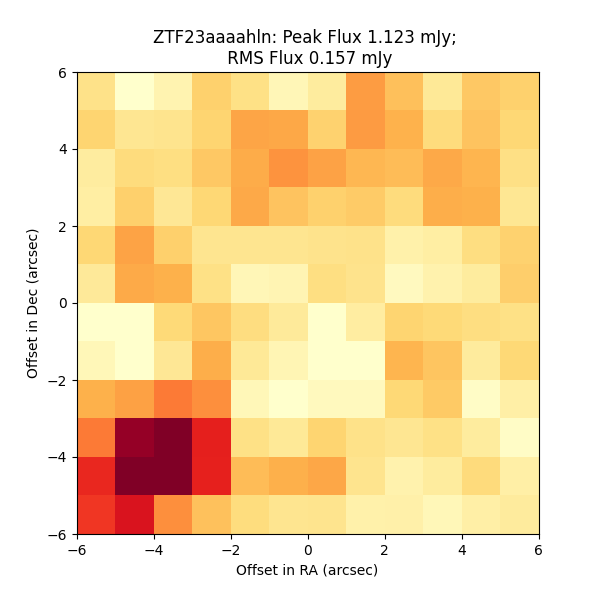 ZTF23aaaahln: Peak Flux 1.123 mJy;
RMS Flux 0.157 mJy
6
4
2
0
−2
−4
−6
Offset in Dec (arcsec)
−6 −4 −2 0 2 4 6
Offset in RA (arcsec)